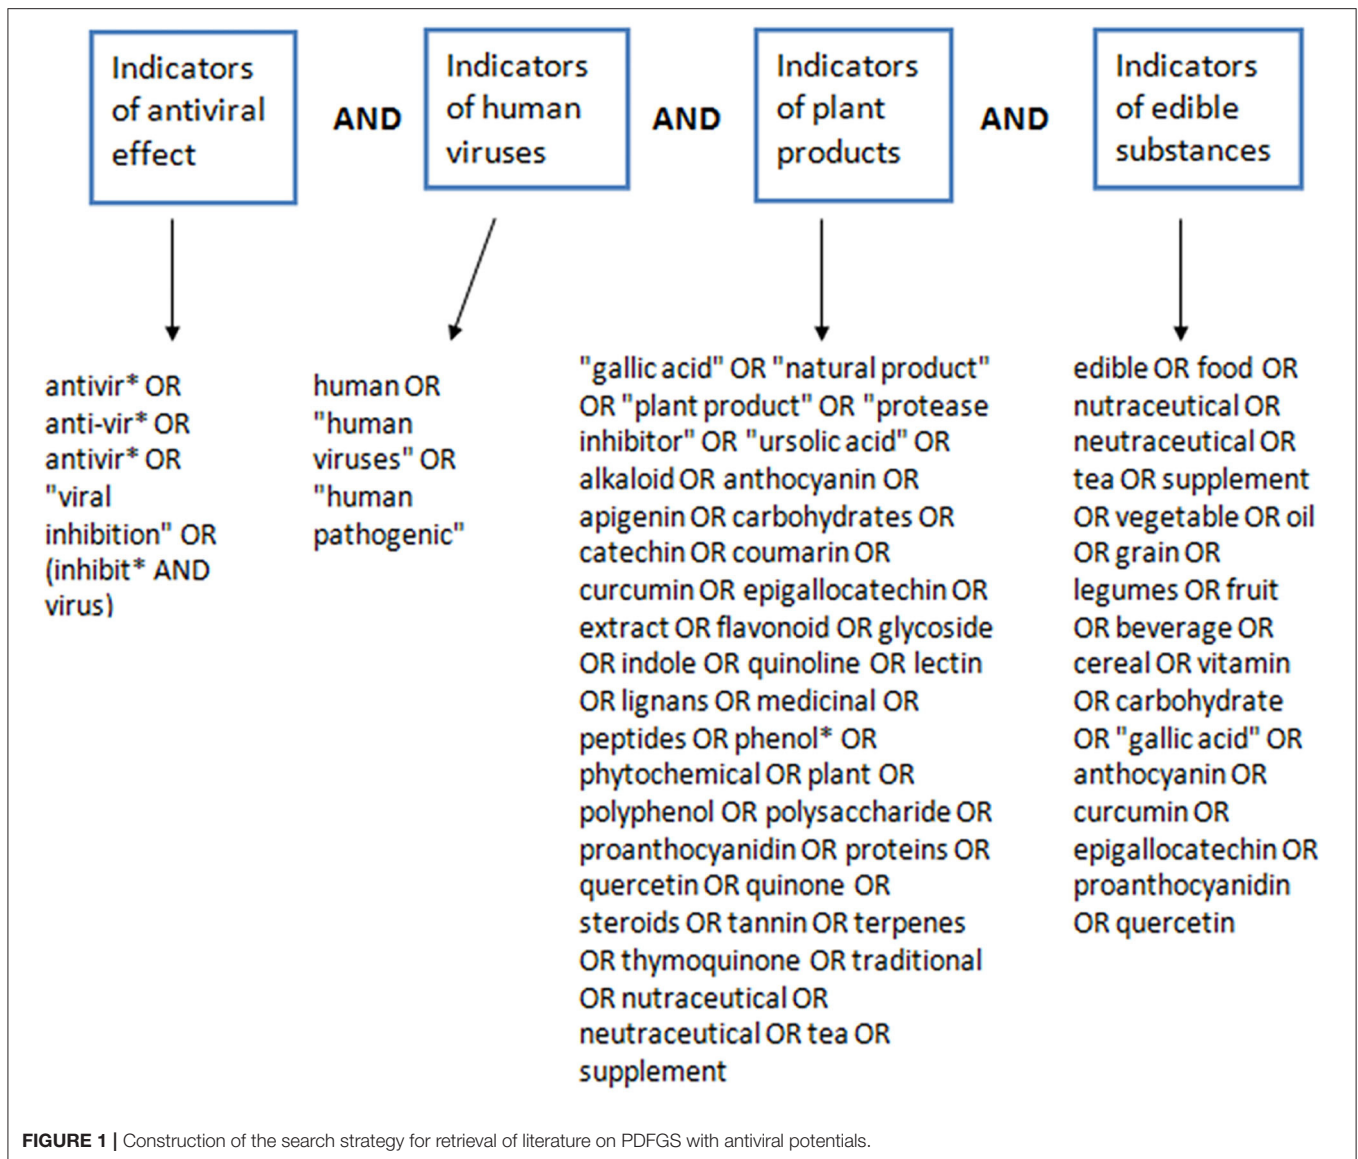 Indicators
of antiviral
effect
AND
Indicators
of human
viruses
AND
Indicators
of plant
products
AND
Indicators
of edible
substances
antivir* OR
anti-vir* OR
antivir* OR
"viral
inhibition" OR
(inhibit* AND
virus)
human OR
"human
viruses" OR
"human
pathogenic"
"gallic acid" OR "natural product"
OR "plant product" OR "protease
inhibitor" OR "ursolic acid" OR
alkaloid OR anthocyanin OR
apigenin OR carbohydrates OR
catechin OR coumarin OR
curcumin OR epigallocatechin OR
extract OR flavonoid OR glycoside
OR indole OR quinoline OR lectin
OR lignans OR medicinal OR
peptides OR phenol* OR
phytochemical OR plant OR
polyphenol OR polysaccharide OR
proanthocyanidin OR proteins OR
quercetin OR quinone OR
steroids OR tannin OR terpenes
OR thymoquinone OR traditional
OR nutraceutical OR
neutraceutical OR tea OR
supplement
edible OR food OR
nutraceutical OR
neutraceutical OR
tea OR supplement
OR vegetable OR oil
OR grain OR
legumes OR fruit
OR beverage OR
cereal OR vitamin
OR carbohydrate
OR "gallic acid" OR
anthocyanin OR
curcumin OR
epigallocatechin OR
proanthocyanidin
OR quercetin
FIGURE 1 | Construction of the search strategy for retrieval of literature on PDFGS with antiviral potentials.